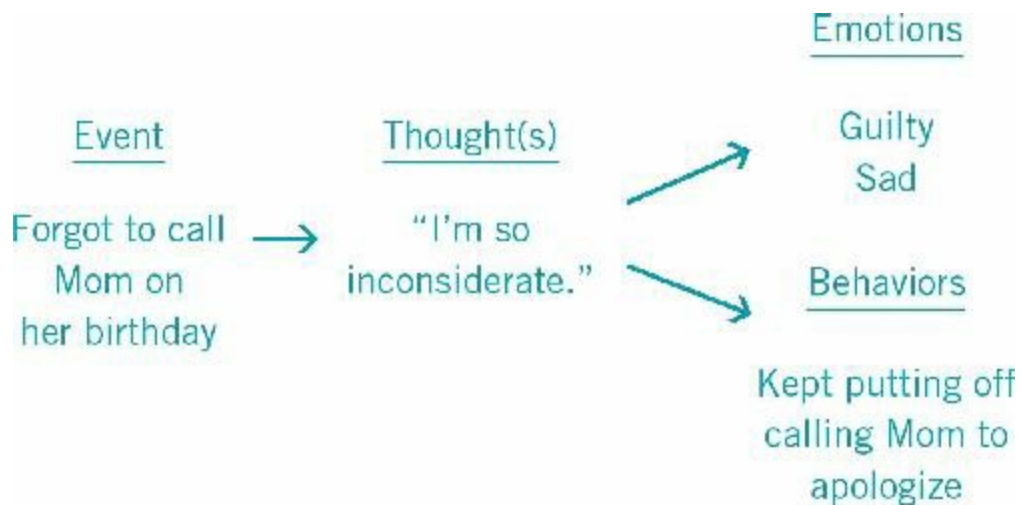 Event
Forgot to call
Mom on
her birthday
Thought(s)
“I’m so
inconsiderate.”
Emotions
Guilty
Sad
Behaviors
Kept putting off
calling Mom to
apologize